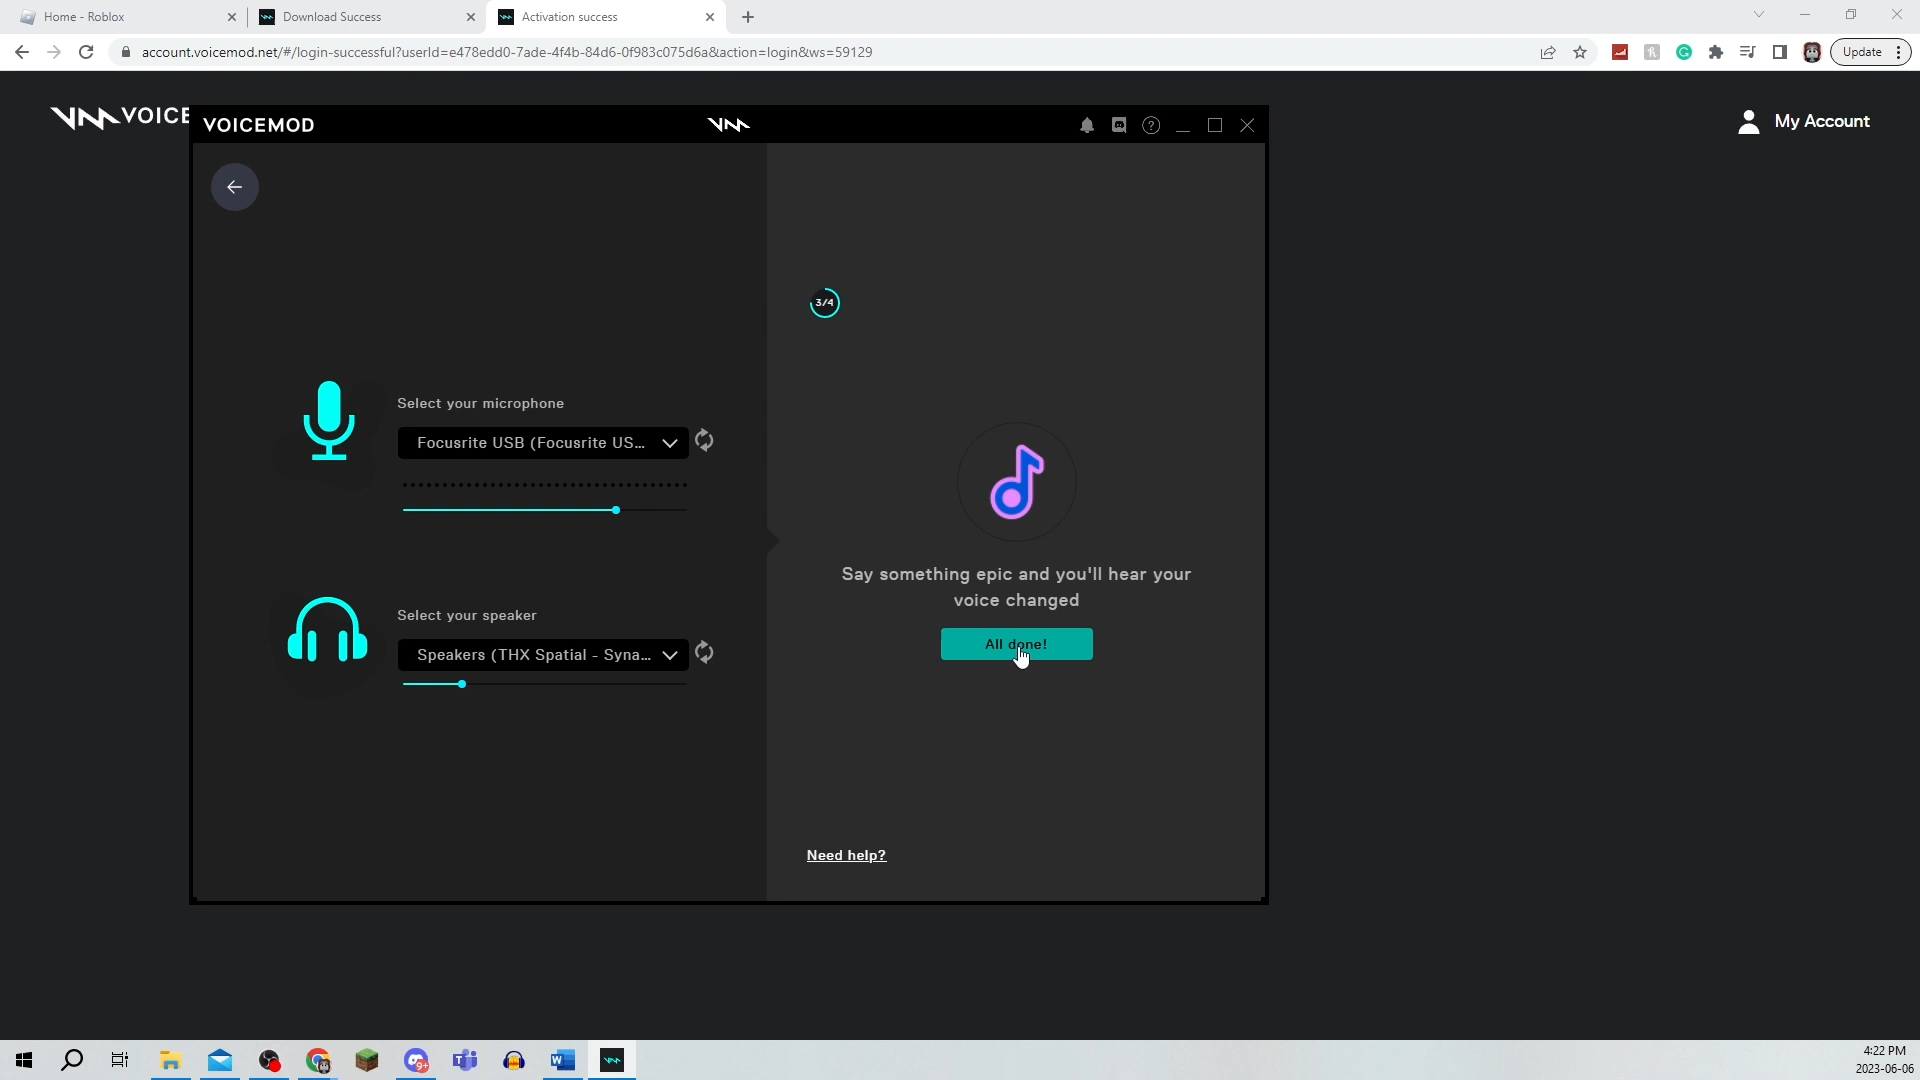 Home - Roblox
Download Success
Activation success
account.voicemod.net/#/login-successful?userId=e478edd0-7ade-4f4b-84d6-0f983c075d6a&action=login&ws=59129
Update
VOICE
My Account
VOICEMOD
3/4
Select your microphone
Focusrite USB (Focusrite US...
Say something epic and you'll hear your
voice changed
All done!
Select your speaker
Speakers (THX Spatial - Syna...
Need help?
9+
4:22 PM
2023-06-06